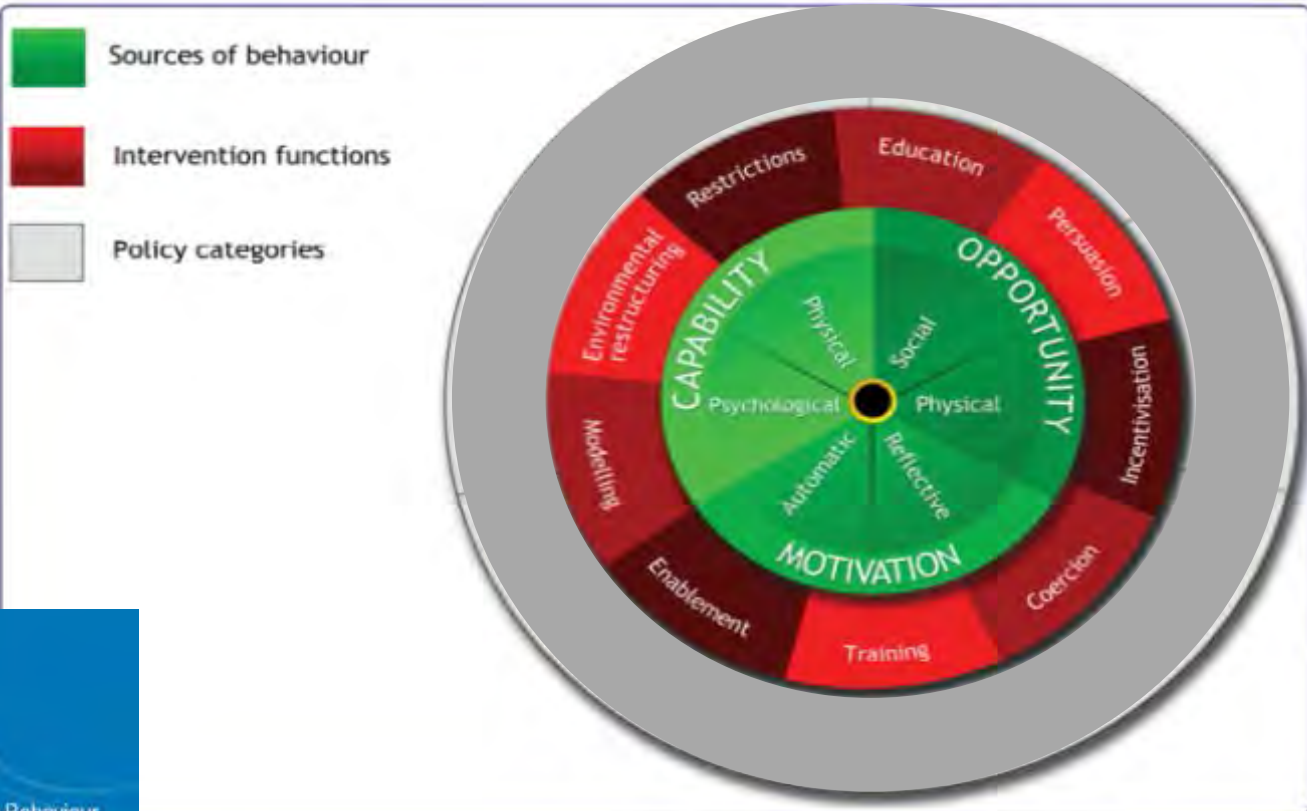 Sources of behaviour
Intervention functions
Policy categories
Restrictions
Education
Persuasion
Incentivisation
Coercion
Training
Enablement
Modelling
Environmental
restructuring
CAPABILITY
OPPORTUNITY
MOTIVATION
Physical
Social
Psychological
Physical
Automatic
Reflective
Behaviour